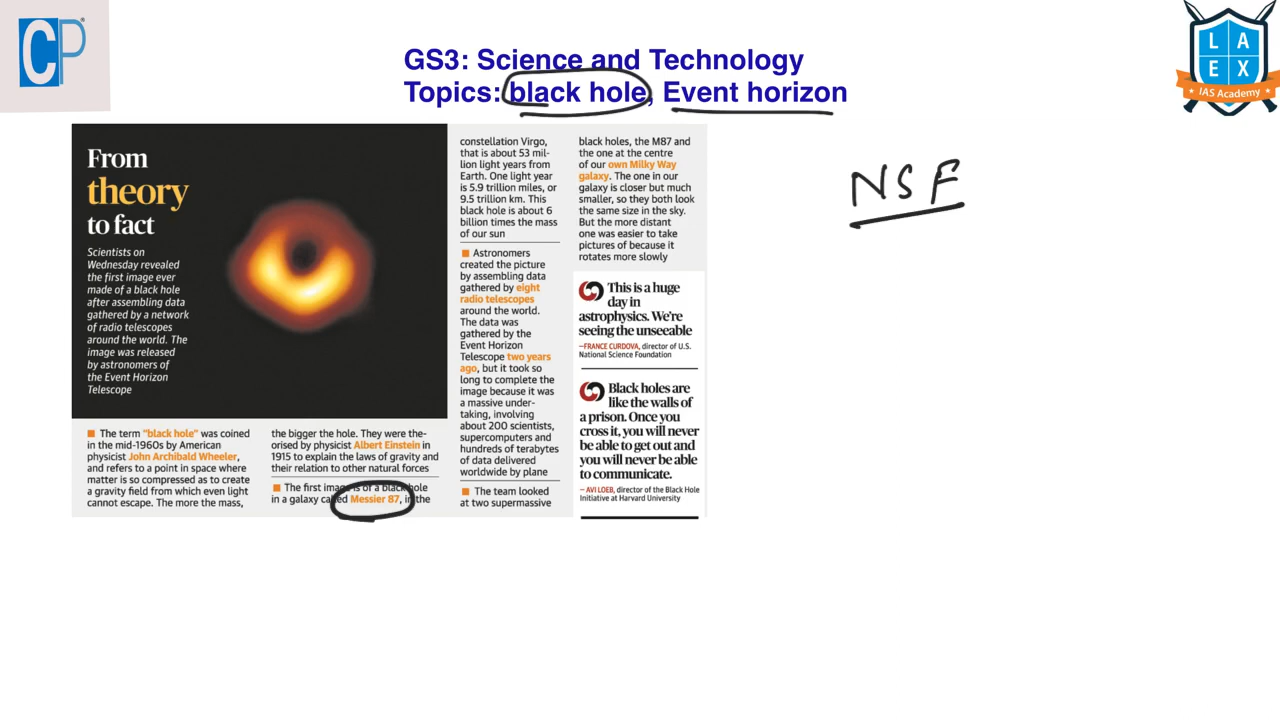 CP
GS3: Science and Technology
Topics: black hole, Event horizon
L A
E X
IAS Academy
NSF
From
theory
to fact
Scientists on
Wednesday revealed
the first image ever
made of a black hole
after assembling data
gathered by a network
of radio telescopes
around the world. The
image was released
by astronomers of
the Event Horizon
Telescope
The term "black hole" was coined
in the mid-1960s by American
physicist John Archibald Wheeler,
and refers to a point in space where
matter is so compressed as to create
a gravity field from which even light
cannot escape. The more the mass,
the bigger the hole. They were the-
orised by physicist Albert Einstein in
1915 to explain the laws of gravity and
their relation to other natural forces
The first image is of a black hole
in a galaxy called Messier 87, in the
constellation Virgo,
that is about 53 mil-
lion light years from
Earth. One light year
is 5.9 trillion miles, or
9.5 trillion km. This
black hole is about 6
billion times the mass
of our sun
Astronomers
created the picture
by assembling data
gathered by eight
radio telescopes
around the world.
The data was
gathered by the
Event Horizon
Telescope two years
ago, but it took so
long to complete the
image because it was
a massive under-
taking, involving
about 200 scientists,
supercomputers and
hundreds of terabytes
of data delivered
worldwide by plane
The team looked
at two supermassive
black holes, the M87 and
the one at the centre
of our own Milky Way
galaxy. The one in our
galaxy is closer but much
smaller, so they both look
the same size in the sky.
But the more distant
one was easier to take
pictures of because it
rotates more slowly
This is a huge
day in
astrophysics. We're
seeing the unseeable
—FRANCE CURDOVA, director of U.S.
National Science Foundation
Black holes are
like the walls of
a prison. Once you
cross it, you will never
be able to get out and
you will never be able
to communicate.
— AVI LOEB, director of the Black Hole
Initiative at Harvard University